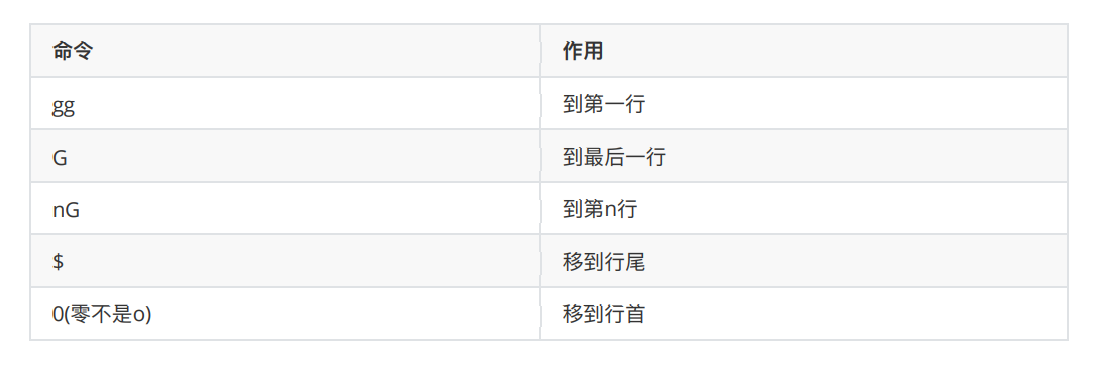 命令 作用
gg 到第一行
G 到最后一行
nG 到第n行
$ 移到行尾
0(零不是o) 移到行首